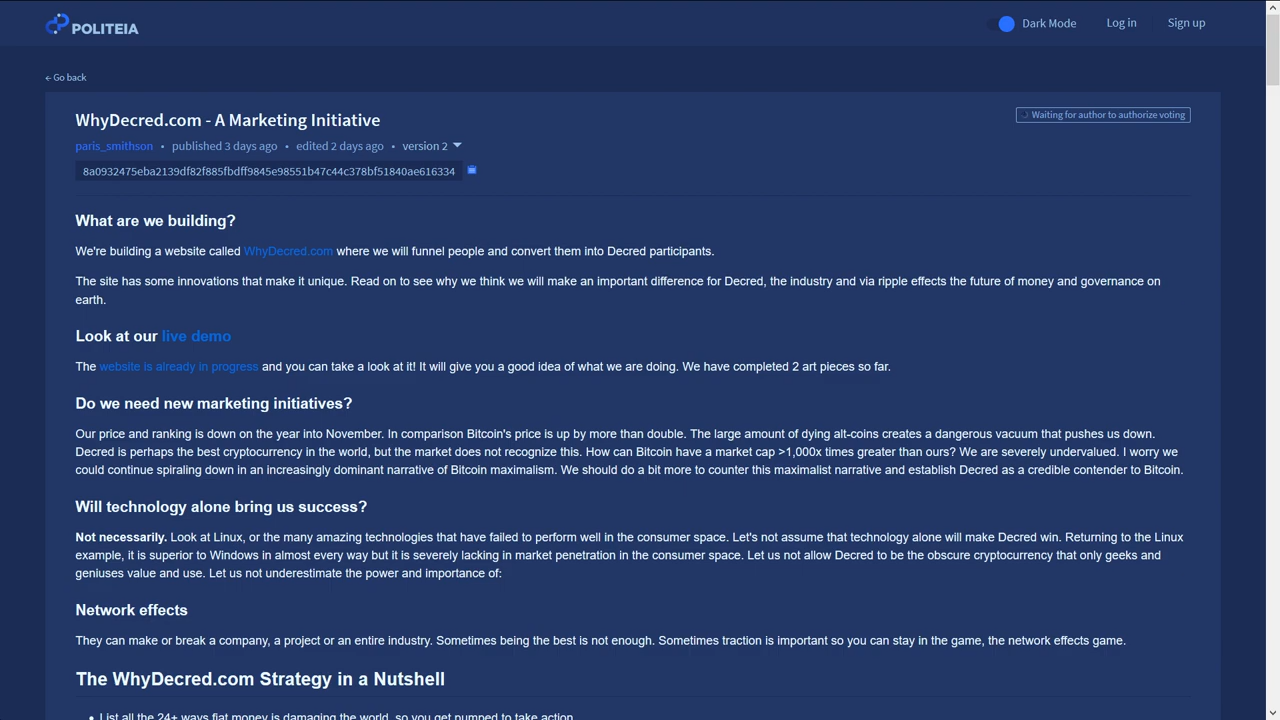 POLITEIA
Dark Mode
Log in
Sign up
← Go back
WhyDecred.com - A Marketing Initiative
Waiting for author to authorize voting
paris_smithson • published 3 days ago • edited 2 days ago • version 2
8a0932475eba2139df82f885fbdff9845e98551b47c44c378bf51840ae616334
What are we building?
We're building a website called WhyDecred.com where we will funnel people and convert them into Decred participants.
The site has some innovations that make it unique. Read on to see why we think we will make an important difference for Decred, the industry and via ripple effects the future of money and governance on
earth.
Look at our live demo
The website is already in progress and you can take a look at it! It will give you a good idea of what we are doing. We have completed 2 art pieces so far.
Do we need new marketing initiatives?
Our price and ranking is down on the year into November. In comparison Bitcoin's price is up by more than double. The large amount of dying alt-coins creates a dangerous vacuum that pushes us down.
Decred is perhaps the best cryptocurrency in the world, but the market does not recognize this. How can Bitcoin have a market cap >1,000x times greater than ours? We are severely undervalued. I worry we
could continue spiraling down in an increasingly dominant narrative of Bitcoin maximalism. We should do a bit more to counter this maximalist narrative and establish Decred as a credible contender to Bitcoin.
Will technology alone bring us success?
Not necessarily. Look at Linux, or the many amazing technologies that have failed to perform well in the consumer space. Let's not assume that technology alone will make Decred win. Returning to the Linux
example, it is superior to Windows in almost every way but it is severely lacking in market penetration in the consumer space. Let us not allow Decred to be the obscure cryptocurrency that only geeks and
geniuses value and use. Let us not underestimate the power and importance of:
Network effects
They can make or break a company, a project or an entire industry. Sometimes being the best is not enough. Sometimes traction is important so you can stay in the game, the network effects game.
The WhyDecred.com Strategy in a Nutshell
• List all the 24+ ways fiat money is damaging the world, so you get pumped to take action